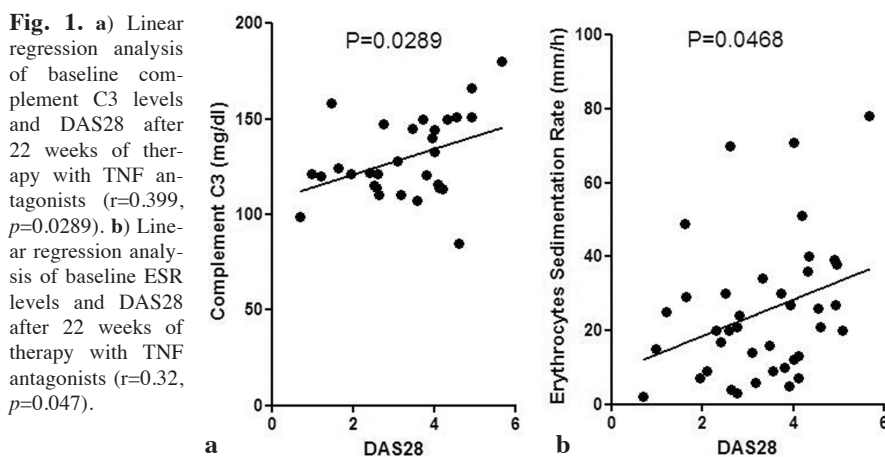 Fig. 1. a) Linear
regression analysis
of baseline com-
plement C3 levels
and DAS28 after
22 weeks of ther-
apy with TNF an-
tagonists (r=0.399,
p=0.0289). b) Line-
ar regression analy-
sis of baseline ESR
levels and DAS28
after 22 weeks of
therapy with TNF
antagonists (r=0.32,
p=0.047).
P=0.0289
Complement C3 (mg/dl)
200
150
100
50
0
0 2 4 6
DAS28
a
P=0.0468
Erythrocytes Sedimentation Rate (mm/h)
100
80
60
40
20
0
0 2 4 6
DAS28
b